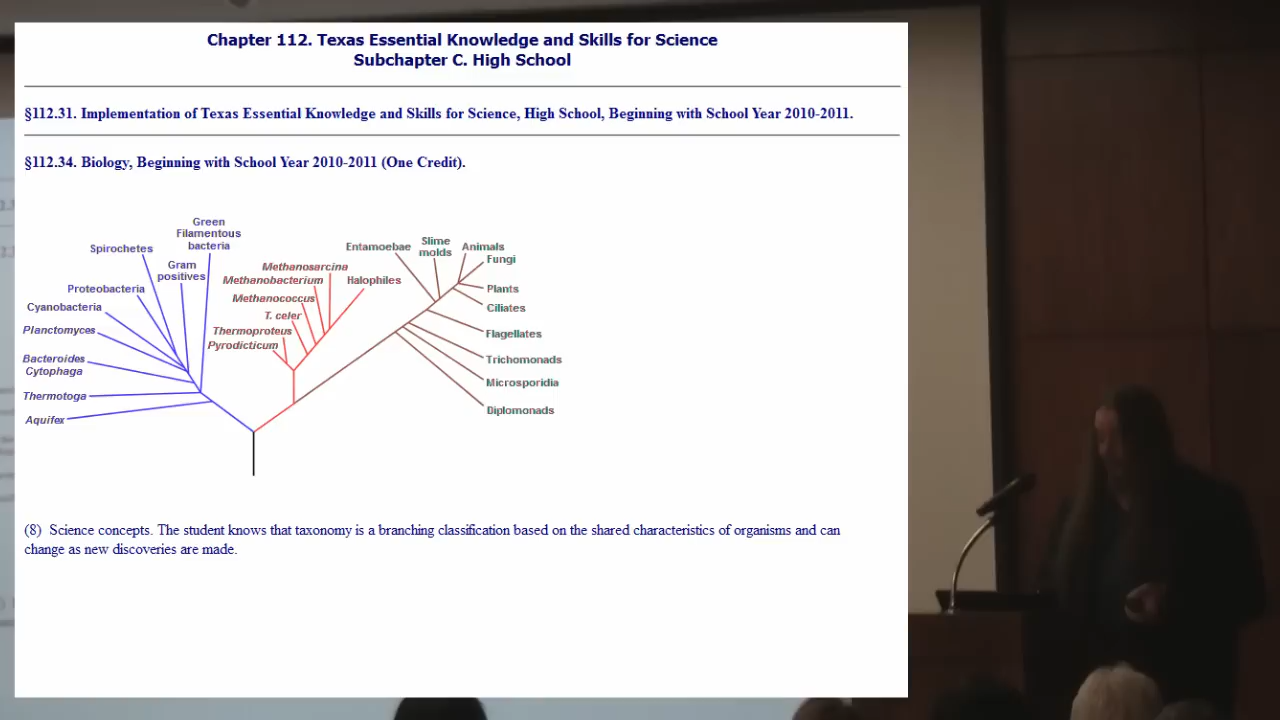 Chapter 112. Texas Essential Knowledge and Skills for Science
Subchapter C. High School
§112.31. Implementation of Texas Essential Knowledge and Skills for Science, High School, Beginning with School Year 2010-2011.
§112.34. Biology, Beginning with School Year 2010-2011 (One Credit).
Green
Filamentous
bacteria
Spirochetes
Gram
positives
Proteobacteria
Cyanobacteria
Planctomyces
Bacteroides
Cytophaga
Thermotoga
Aquifex
Methanosarcina
Methanobacterium
Halophiles
Methanococcus
T. celer
Thermoproteus
Pyrodicticum
Entamoebae
Slime
molds
Animals
Fungi
Plants
Ciliates
Flagellates
Trichomonads
Microsporidia
Diplomonads
(8) Science concepts. The student knows that taxonomy is a branching classification based on the shared characteristics of organisms and can
change as new discoveries are made.